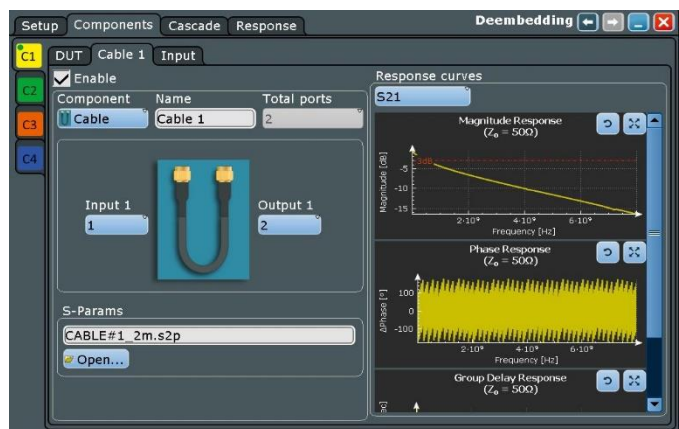 Setup Components Cascade Response Deembedding
C1 DUT Cable 1 Input
C2
C3
C4
Enable
Component Name Total ports
Cable Cable 1 2
Input 1 Output 1
1 2
S-Params
CABLE#1_2m.s2p
Open...
Response curves
S21
Magnitude Response
(Z₀ = 50Ω)
3dB
-5
-10
-15
Magnitude [dB]
2·10⁹ 4·10⁹ 6·10⁹
Frequency [Hz]
Phase Response
(Z₀ = 50Ω)
100
0
-100
ΔPhase [°]
2·10⁹ 4·10⁹ 6·10⁹
Frequency [Hz]
Group Delay Response
(Z₀ = 50Ω)